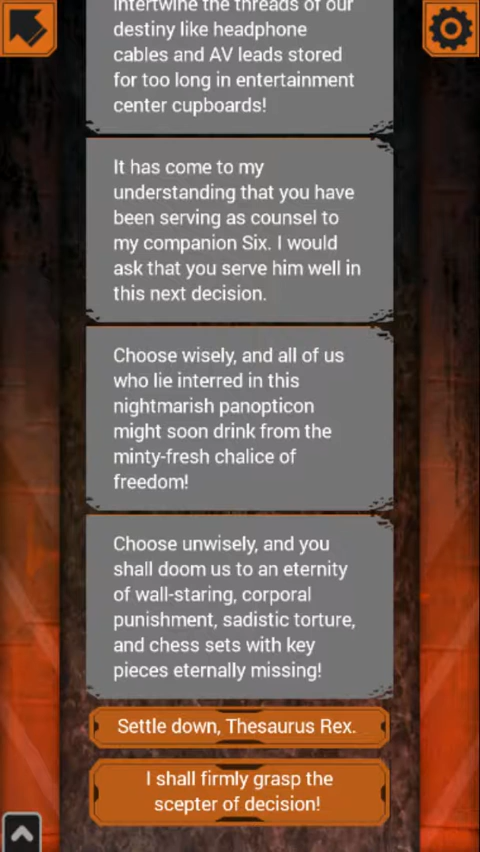 intertwine the threads of our
destiny like headphone
cables and AV leads stored
for too long in entertainment
center cupboards!
It has come to my
understanding that you have
been serving as counsel to
my companion Six. I would
ask that you serve him well in
this next decision.
Choose wisely, and all of us
who lie interred in this
nightmarish panopticon
might soon drink from the
minty-fresh chalice of
freedom!
Choose unwisely, and you
shall doom us to an eternity
of wall-staring, corporal
punishment, sadistic torture,
and chess sets with key
pieces eternally missing!
Settle down, Thesaurus Rex.
I shall firmly grasp the
scepter of decision!